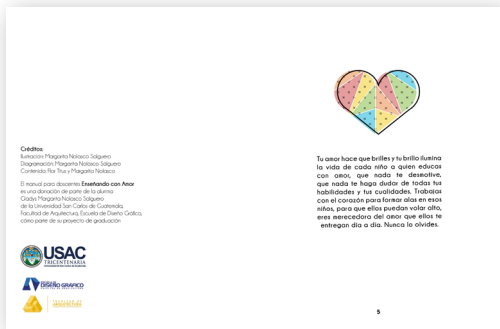 Créditos:
Ilustración: Margarita Nolasco Salguero
Diagramación: Margarita Nolasco Salguero
Contenido: Flor Trus y Margarita Nolasco
El manual para docentes Enseñando con Amor
es una donación de parte de la alumna
Gladys Margarita Nolasco Salguero
de la Universidad San Carlos de Guatemala,
Facultad de Arquitectura, Escuela de Diseño Gráfico,
cómo parte de su proyecto de graduación
USAC
TRICENTENARIA
DISEÑO GRÁFICO
ARQUITECTURA
Tu amor hace que brilles y tu brillo ilumina
la vida de cada niño a quien educas
con amor, que nada te desmotive,
que nada te haga dudar de todas tus
habilidades y tus cualidades. Trabajas
con el corazón para formar alas en esos
niños, para que ellos puedan volar alto,
eres merecedora del amor que ellos te
entregan día a día. Nunca lo olvides.
5